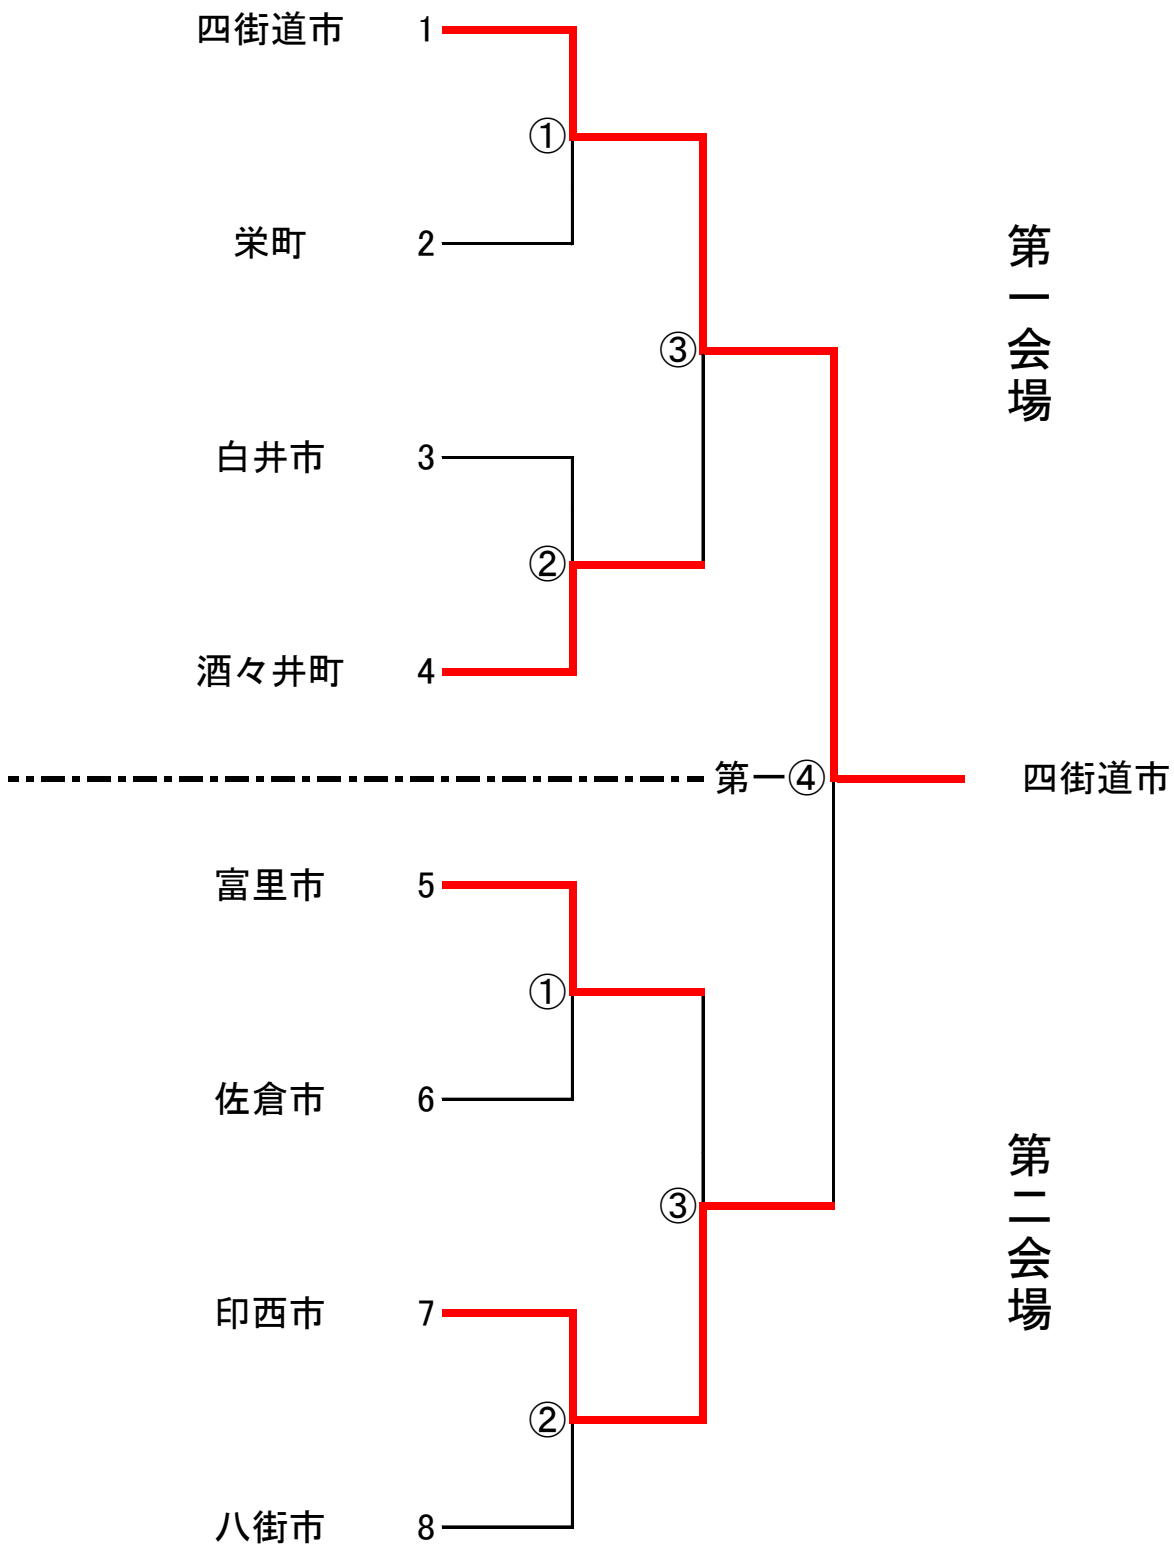 四街道市 1
①
栄町 2
第一会場
③
白井市 3
②
酒々井町 4
第一④ 四街道市
富里市 5
①
佐倉市 6
第二会場
③
印西市 7
②
八街市 8